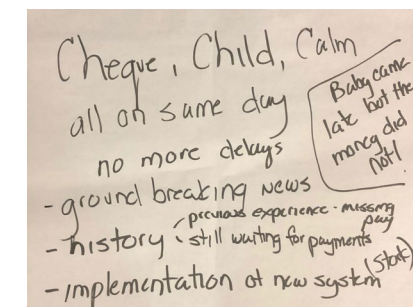 Cheque, Child, Calm
all on same day
no more delays
Baby came
late but the
money did
not!
- ground breaking news
- history
previous experience - missing
pay
still waiting for payments
- implementation of new system
(Stork)